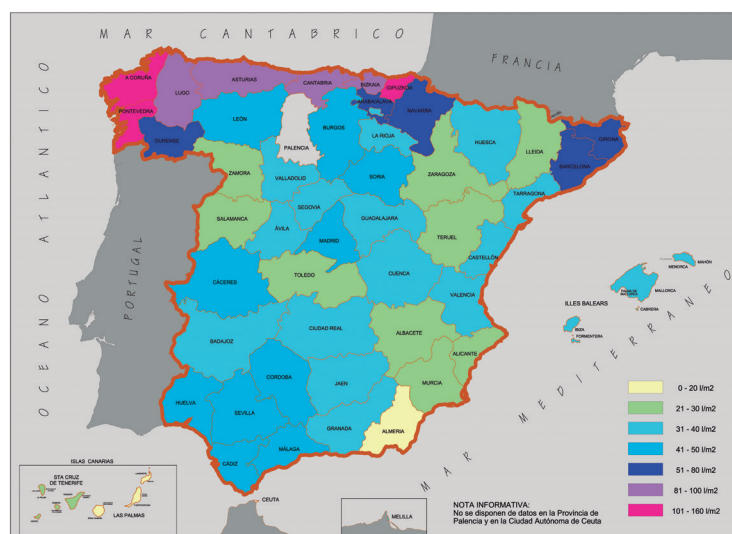 MAR CANTABRICO
FRANCIA
OCEANO ATLANTICO
PORTUGAL
MAR MEDITERRANEO
A CORUÑA
LUGO
ASTURIAS
CANTABRIA
BIZKAIA
GIPUZKOA
PONTEVEDRA
OURENSE
LEÓN
PALENCIA
BURGOS
ARABA/ÁLAVA
NAVARRA
LA RIOJA
HUESCA
LLEIDA
GIRONA
BARCELONA
ZAMORA
VALLADOLID
SORIA
ZARAGOZA
TARRAGONA
SALAMANCA
SEGOVIA
ÁVILA
GUADALAJARA
MADRID
TERUEL
CASTELLÓN
CÁCERES
TOLEDO
CUENCA
VALENCIA
BADAJOZ
CIUDAD REAL
ALBACETE
ALICANTE
MURCIA
CORDOBA
JAEN
HUELVA
SEVILLA
GRANADA
ALMERIA
CÁDIZ
MÁLAGA
MENORCA
MAHÓN
PALMA DE
MALLORCA
MALLORCA
CABRERA
ILLES BALEARS
IBIZA
FORMENTERA
ISLAS CANARIAS
STA CRUZ
DE TENERIFE
LAS PALMAS
CEUTA
MELILLA
0 - 20 l/m2
21 - 30 l/m2
31 - 40 l/m2
41 - 50 l/m2
51 - 80 l/m2
81 - 100 l/m2
101 - 160 l/m2
NOTA INFORMATIVA:
No se disponen de datos en la Provincia de
Palencia y en la Ciudad Autónoma de Ceuta